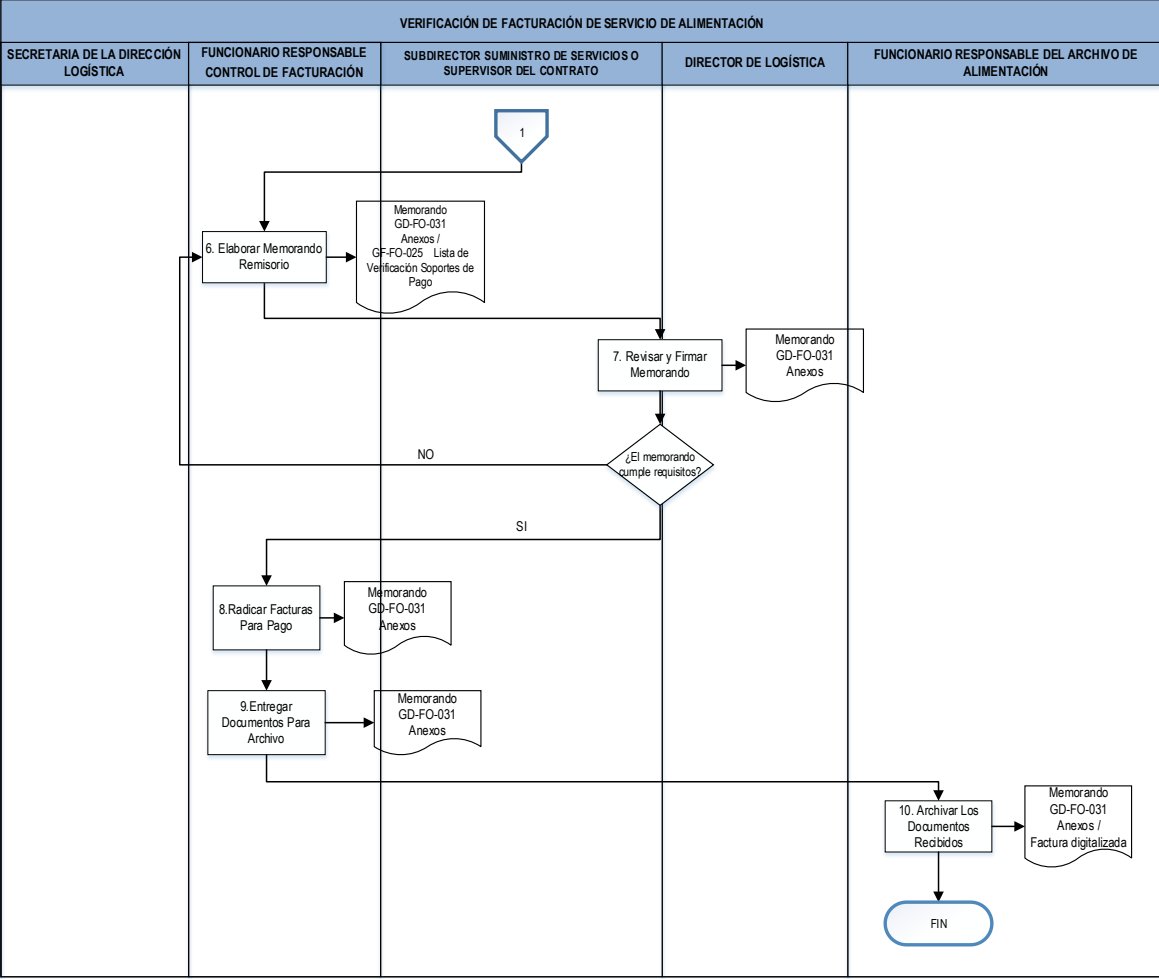 VERIFICACIÓN DE FACTURACIÓN DE SERVICIO DE ALIMENTACIÓN
SECRETARIA DE LA DIRECCIÓN
LOGÍSTICA
FUNCIONARIO RESPONSABLE
CONTROL DE FACTURACIÓN
SUBDIRECTOR SUMINISTRO DE SERVICIOS O
SUPERVISOR DEL CONTRATO
DIRECTOR DE LOGÍSTICA
FUNCIONARIO RESPONSABLE DEL ARCHIVO DE
ALIMENTACIÓN
1
6. Elaborar Memorando
Remisorio
Memorando
GD-FO-031
Anexos /
GF-FO-025 Lista de
Verificación Soportes de
Pago
7. Revisar y Firmar
Memorando
Memorando
GD-FO-031
Anexos
¿El memorando
cumple requisitos?
NO
SI
8.Radicar Facturas
Para Pago
Memorando
GD-FO-031
Anexos
9.Entregar
Documentos Para
Archivo
Memorando
GD-FO-031
Anexos
10. Archivar Los
Documentos
Recibidos
Memorando
GD-FO-031
Anexos /
Factura digitalizada
FIN